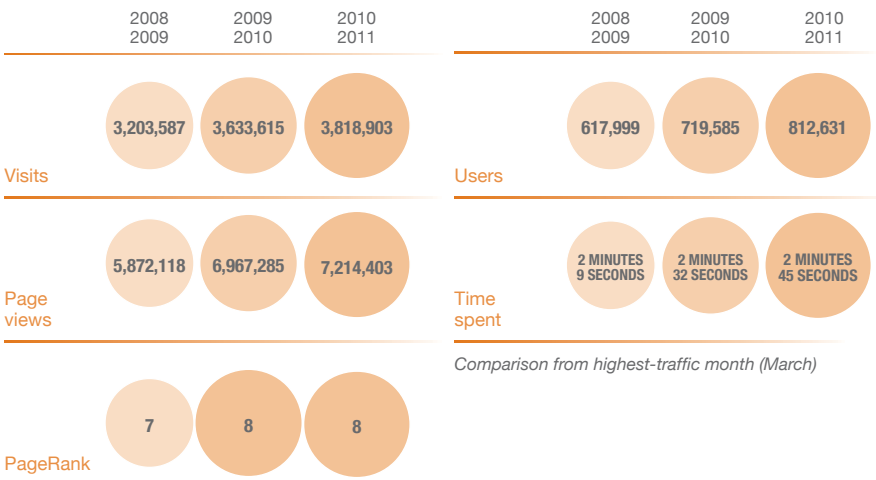 2008 2009 2010
2009 2010 2011
3,203,587 3,633,615 3,818,903
Visits
5,872,118 6,967,285 7,214,403
Page
views
7 8 8
PageRank
2008 2009 2010
2009 2010 2011
617,999 719,585 812,631
Users
2 MINUTES 2 MINUTES 2 MINUTES
9 SECONDS 32 SECONDS 45 SECONDS
Time
spent
Comparison from highest-traffic month (March)